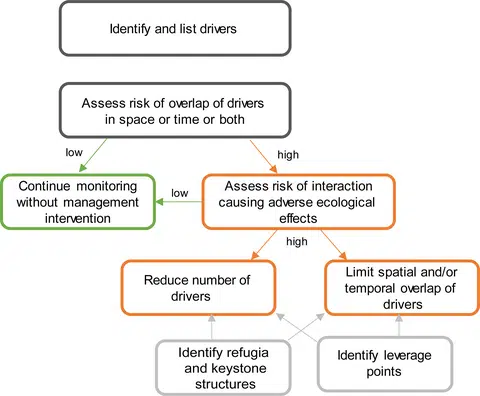 Identify and list drivers
Assess risk of overlap of drivers
in space or time or both
low
high
Continue monitoring
without management
intervention
low
Assess risk of interaction
causing adverse ecological
effects
high
Reduce number of
drivers
Limit spatial and/or
temporal overlap of
drivers
Identify refugia
and keystone
structures
Identify leverage
points